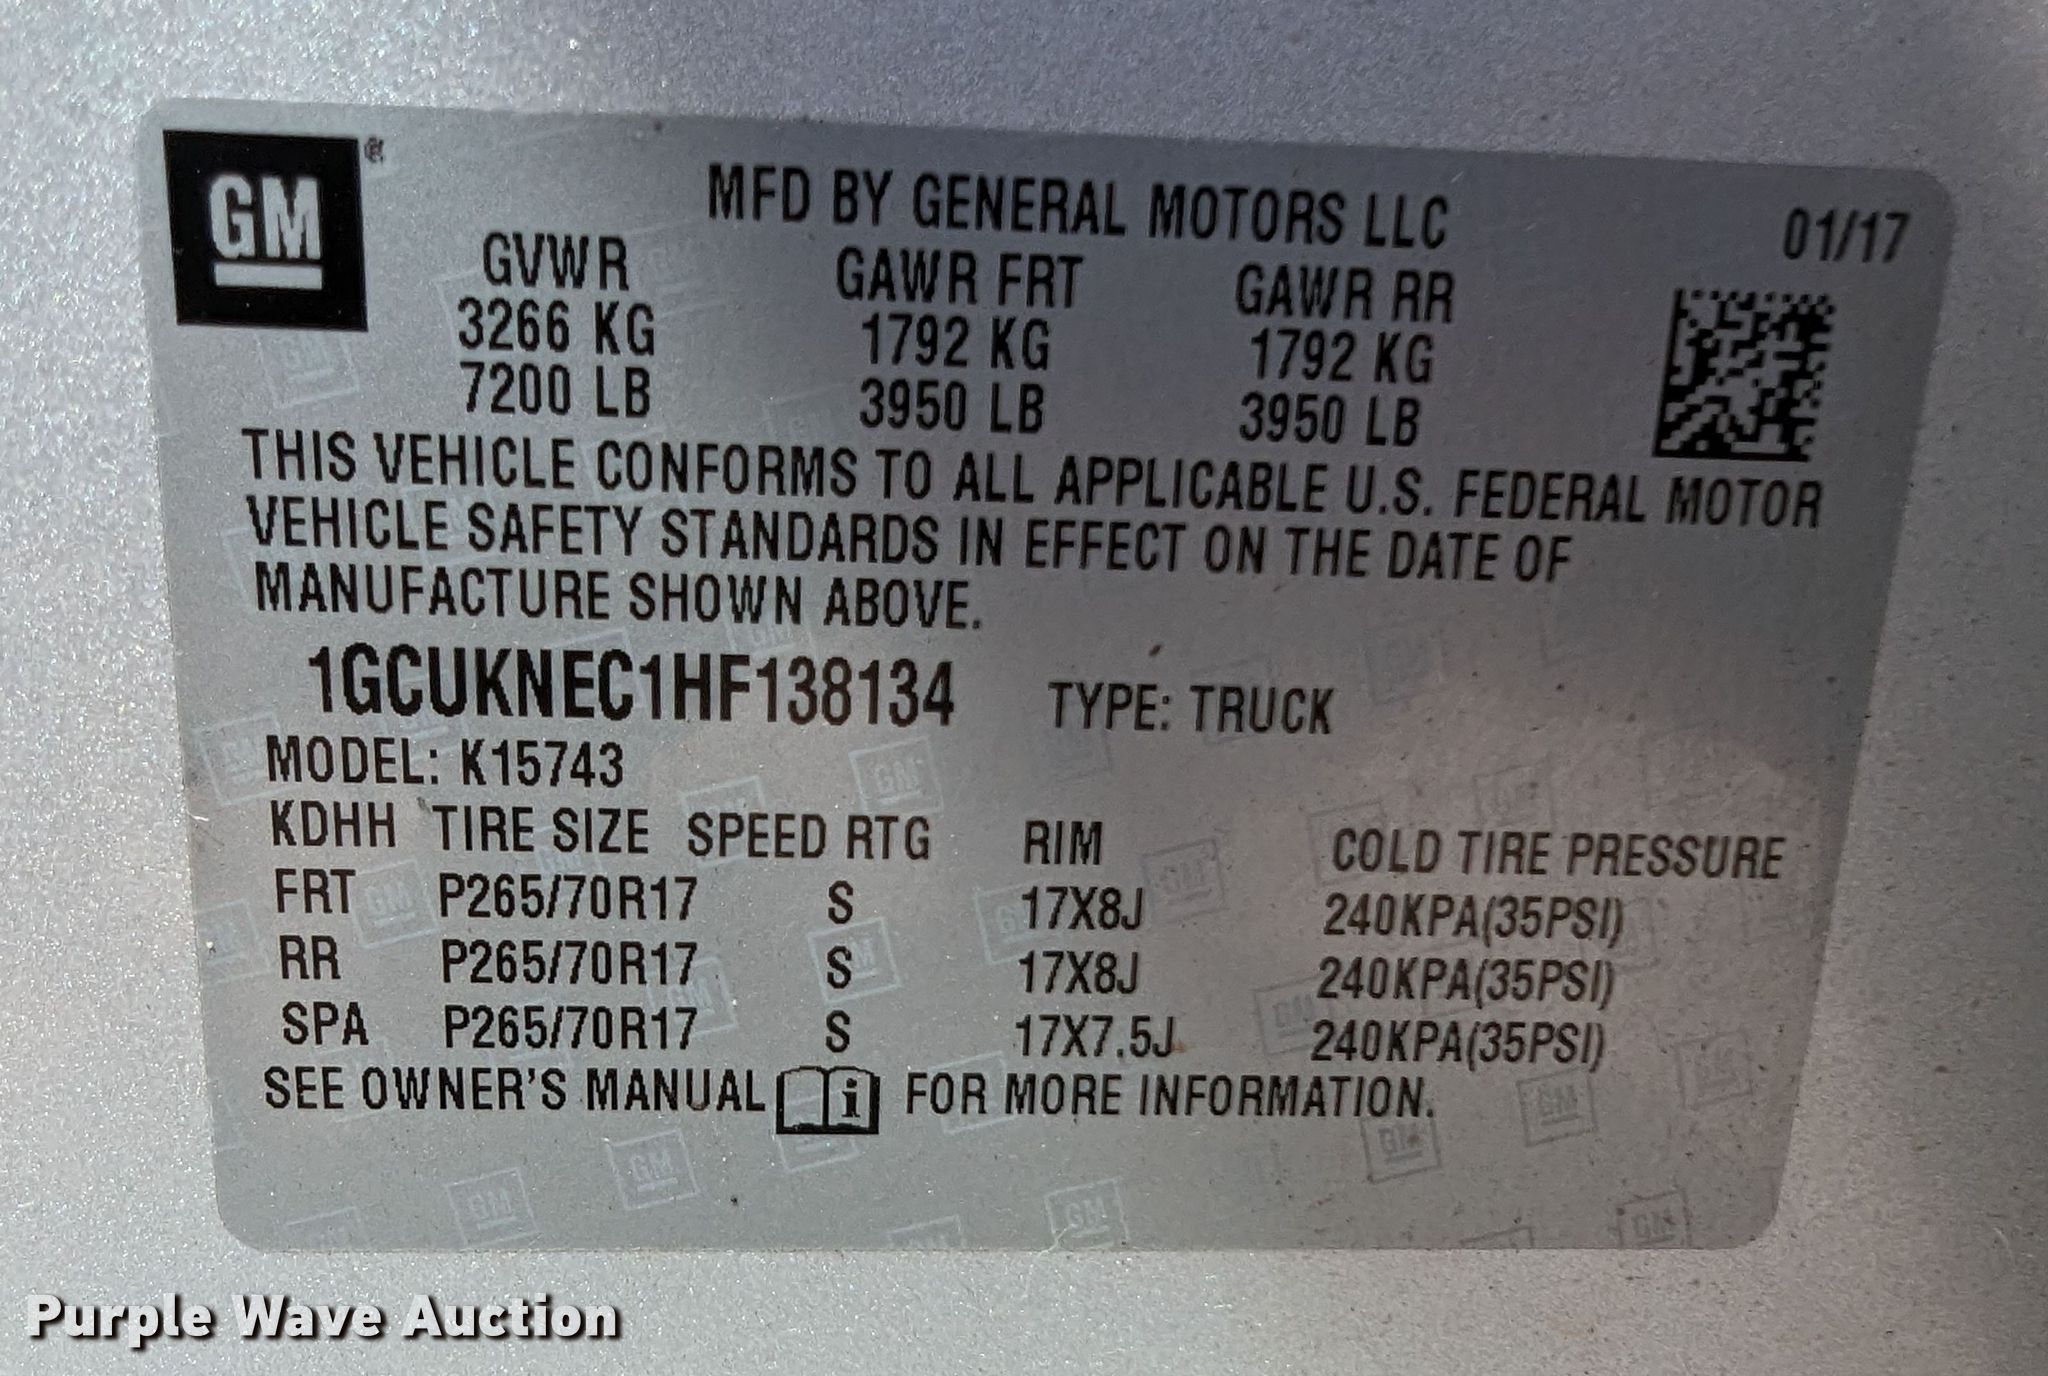 GM ®
MFD BY GENERAL MOTORS LLC 01/17
GVWR GAWR FRT GAWR RR
3266 KG 1792 KG 1792 KG
7200 LB 3950 LB 3950 LB
THIS VEHICLE CONFORMS TO ALL APPLICABLE U.S. FEDERAL MOTOR
VEHICLE SAFETY STANDARDS IN EFFECT ON THE DATE OF
MANUFACTURE SHOWN ABOVE.
1GCUKNEC1HF138134 TYPE: TRUCK
MODEL: K15743
KDHH TIRE SIZE SPEED RTG RIM COLD TIRE PRESSURE
FRT P265/70R17 S 17X8J 240KPA(35PSI)
RR P265/70R17 S 17X8J 240KPA(35PSI)
SPA P265/70R17 S 17X7.5J 240KPA(35PSI)
SEE OWNER'S MANUAL i FOR MORE INFORMATION.
Purple Wave Auction